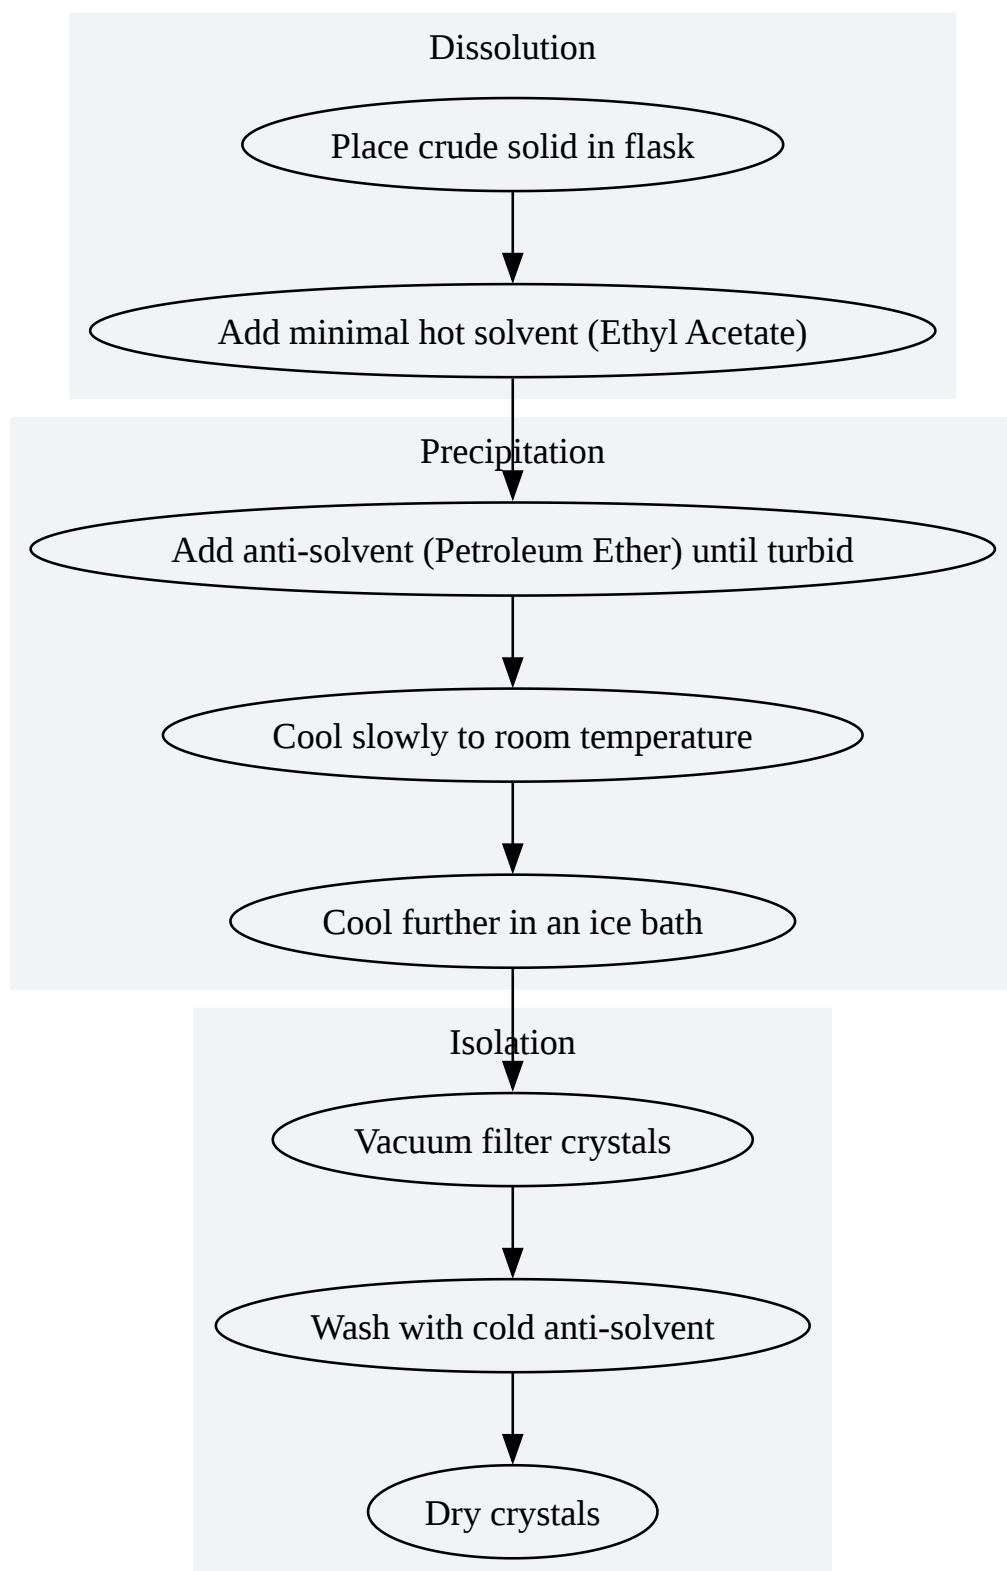 Dissolution
Place crude solid in flask
Add minimal hot solvent (Ethyl Acetate)
Precipitation
Add anti-solvent (Petroleum Ether) until turbid
Cool slowly to room temperature
Cool further in an ice bath
Isolation
Vacuum filter crystals
Wash with cold anti-solvent
Dry crystals